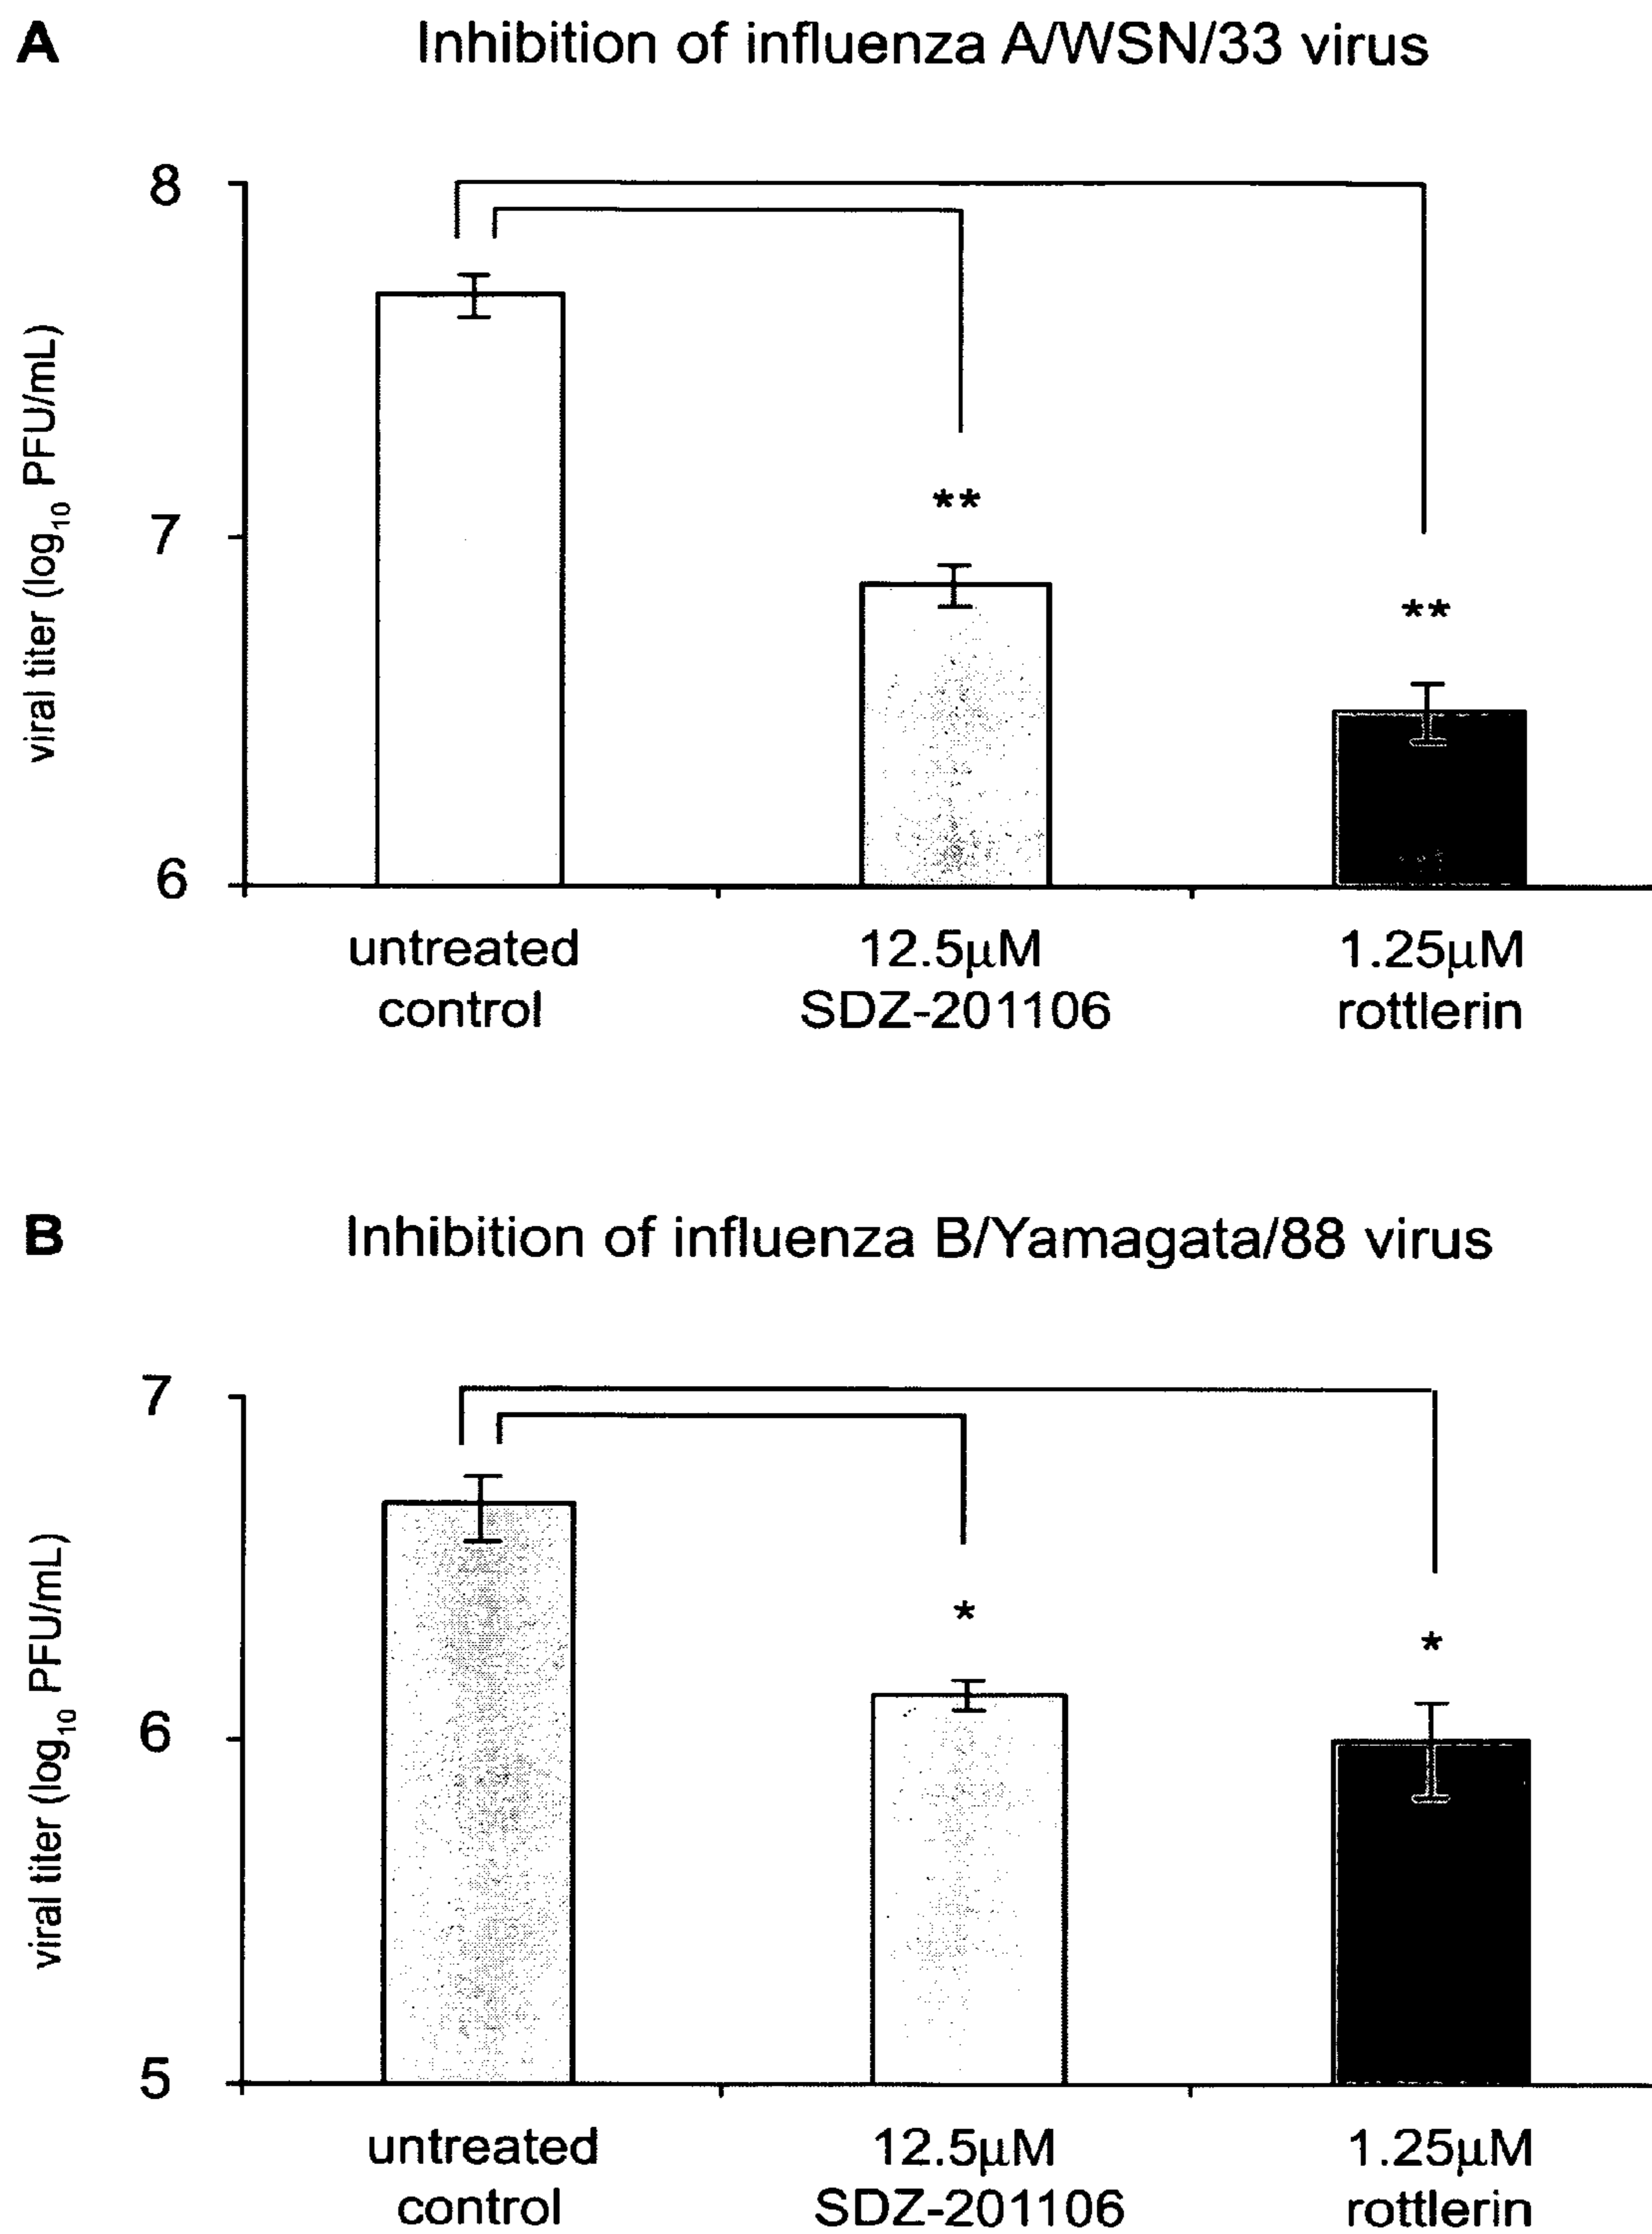 A
Inhibition of influenza A/WSN/33 virus
8
7
6
viral titer (log10 PFU/mL)
**
**
untreated
control
12.5μM
SDZ-201106
1.25μM
rottlerin
B
Inhibition of influenza B/Yamagata/88 virus
7
6
5
viral titer (log10 PFU/mL)
*
*
untreated
control
12.5μM
SDZ-201106
1.25μM
rottlerin